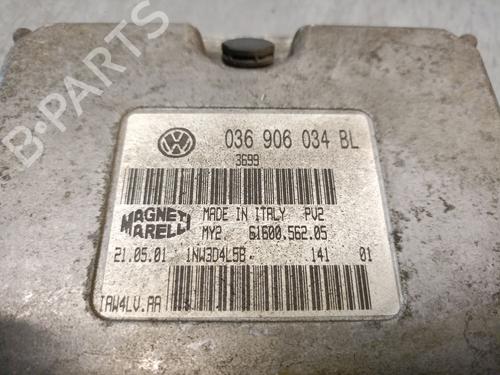 B-PARTS
VW
036 906 034 BL
3699
MAGNETI MARELLI
MADE IN ITALY PV2
MY2. 61600.562.05
21.05.01 1NW3D4L5B 141 01
IAW4LV.AA